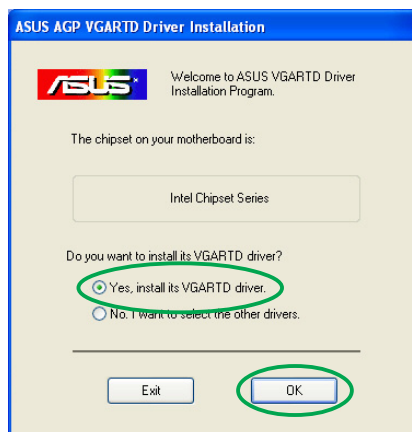 ASUS AGP VGARTD Driver Installation
ASUS
Welcome to ASUS VGARTD Driver
Installation Program.
The chipset on your motherboard is:
Intel Chipset Series
Do you want to install its VGARTD driver?
Yes, install its VGARTD driver.
No. I want to select the other drivers.
Exit
OK